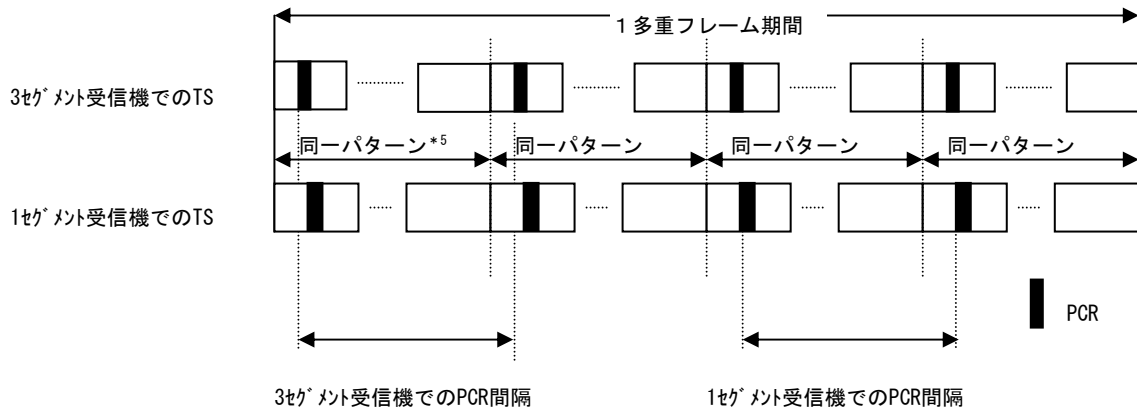 1多重フレーム期間
3ｾｸﾞﾒﾝﾄ受信機でのTS
同一パターン*5 同一パターン 同一パターン 同一パターン
1ｾｸﾞﾒﾝﾄ受信機でのTS
PCR
3ｾｸﾞﾒﾝﾄ受信機でのPCR間隔 1ｾｸﾞﾒﾝﾄ受信機でのPCR間隔